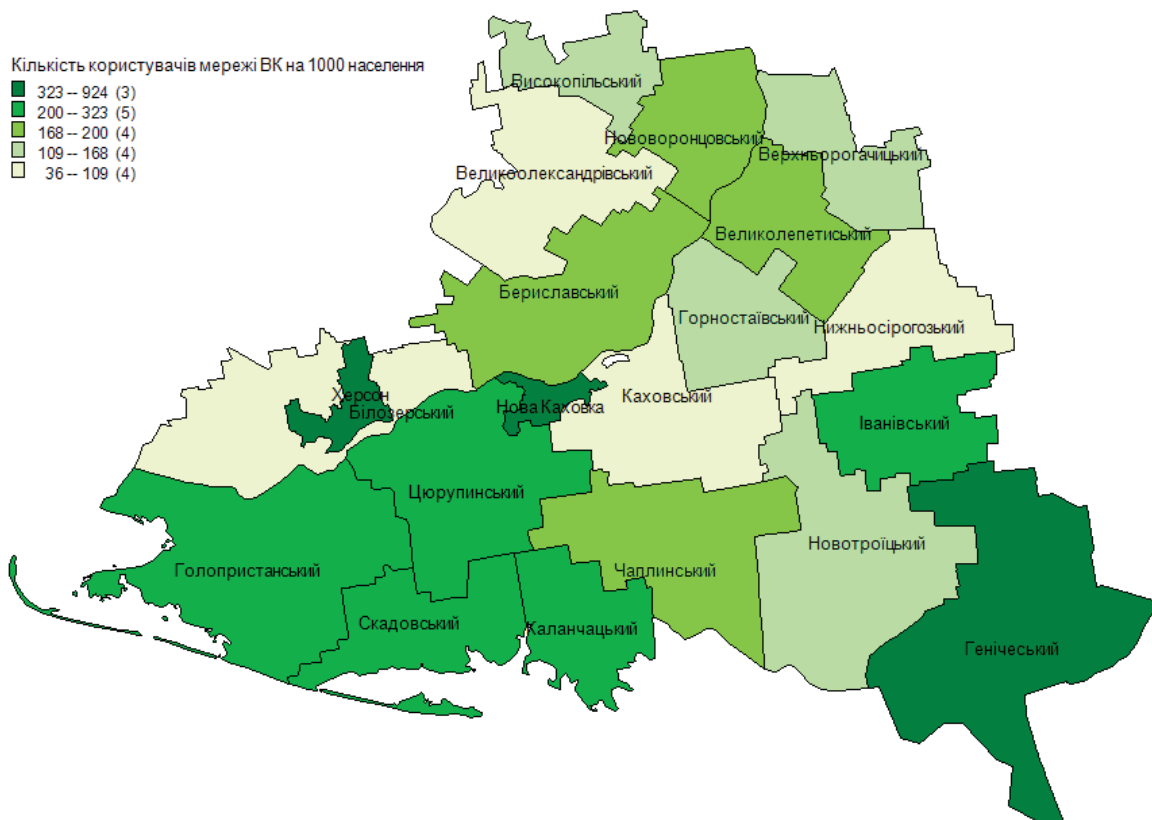 Кількість користувачів мережі ВК на 1000 населення
323 -- 924 (3)
200 -- 323 (5)
168 -- 200 (4)
109 -- 168 (4)
36 -- 109 (4)
Високопільський
Нововоронцовський
Верхньорогачицький
Великоолександрівський
Великолепетиський
Бериславський
Горностаївський
Нижньосірогозький
Херсон
Білозерський
Нова Каховка
Каховський
Іванівський
Цюрупинський
Новотроїцький
Голопристанський
Чаплинський
Скадовський
Каланчацький
Генічеський